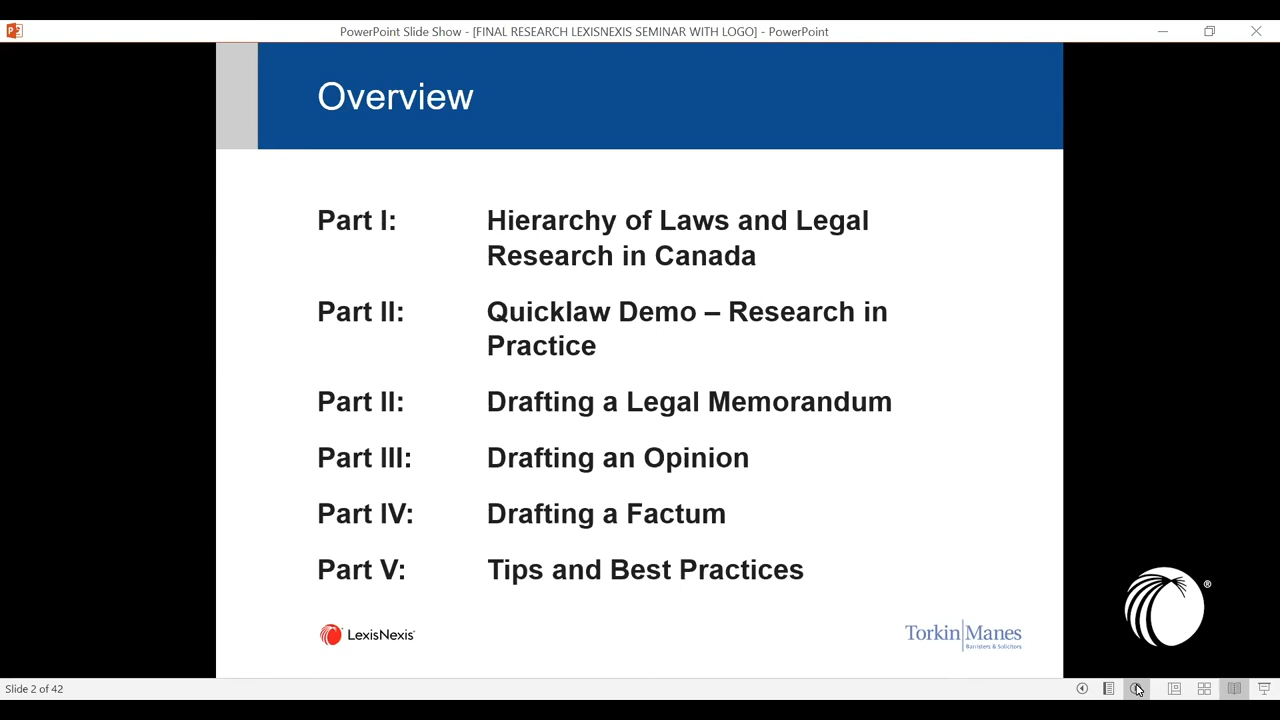 PowerPoint Slide Show - [FINAL RESEARCH LEXISNEXIS SEMINAR WITH LOGO] - PowerPoint
Overview
Part I: Hierarchy of Laws and Legal
Research in Canada
Part II: Quicklaw Demo – Research in
Practice
Part II: Drafting a Legal Memorandum
Part III: Drafting an Opinion
Part IV: Drafting a Factum
Part V: Tips and Best Practices
LexisNexis®
Torkin|Manes
Barristers & Solicitors
®
Slide 2 of 42